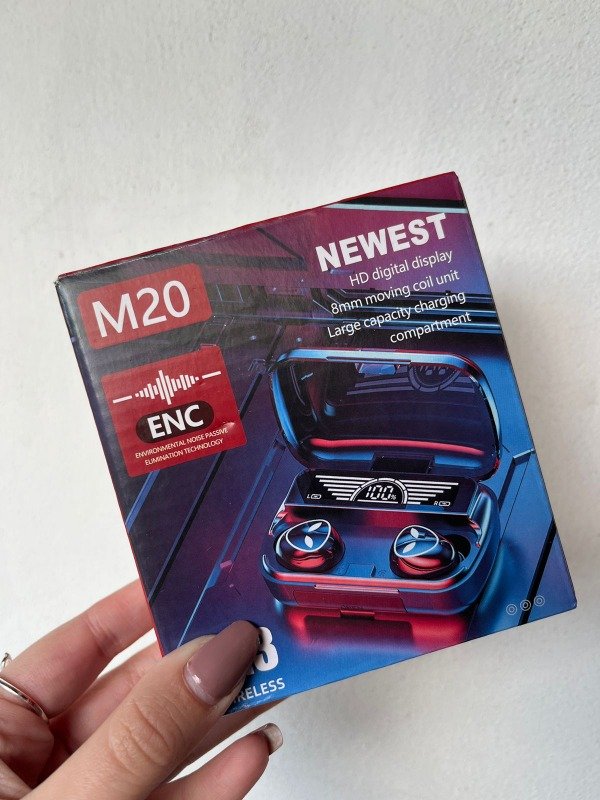 NEWEST
HD digital display
8mm moving coil unit
Large capacity charging
compartment
M20
ENC
ENVIRONMENTAL NOISE PASSIVE
ELIMINATION TECHNOLOGY
100%
L
R